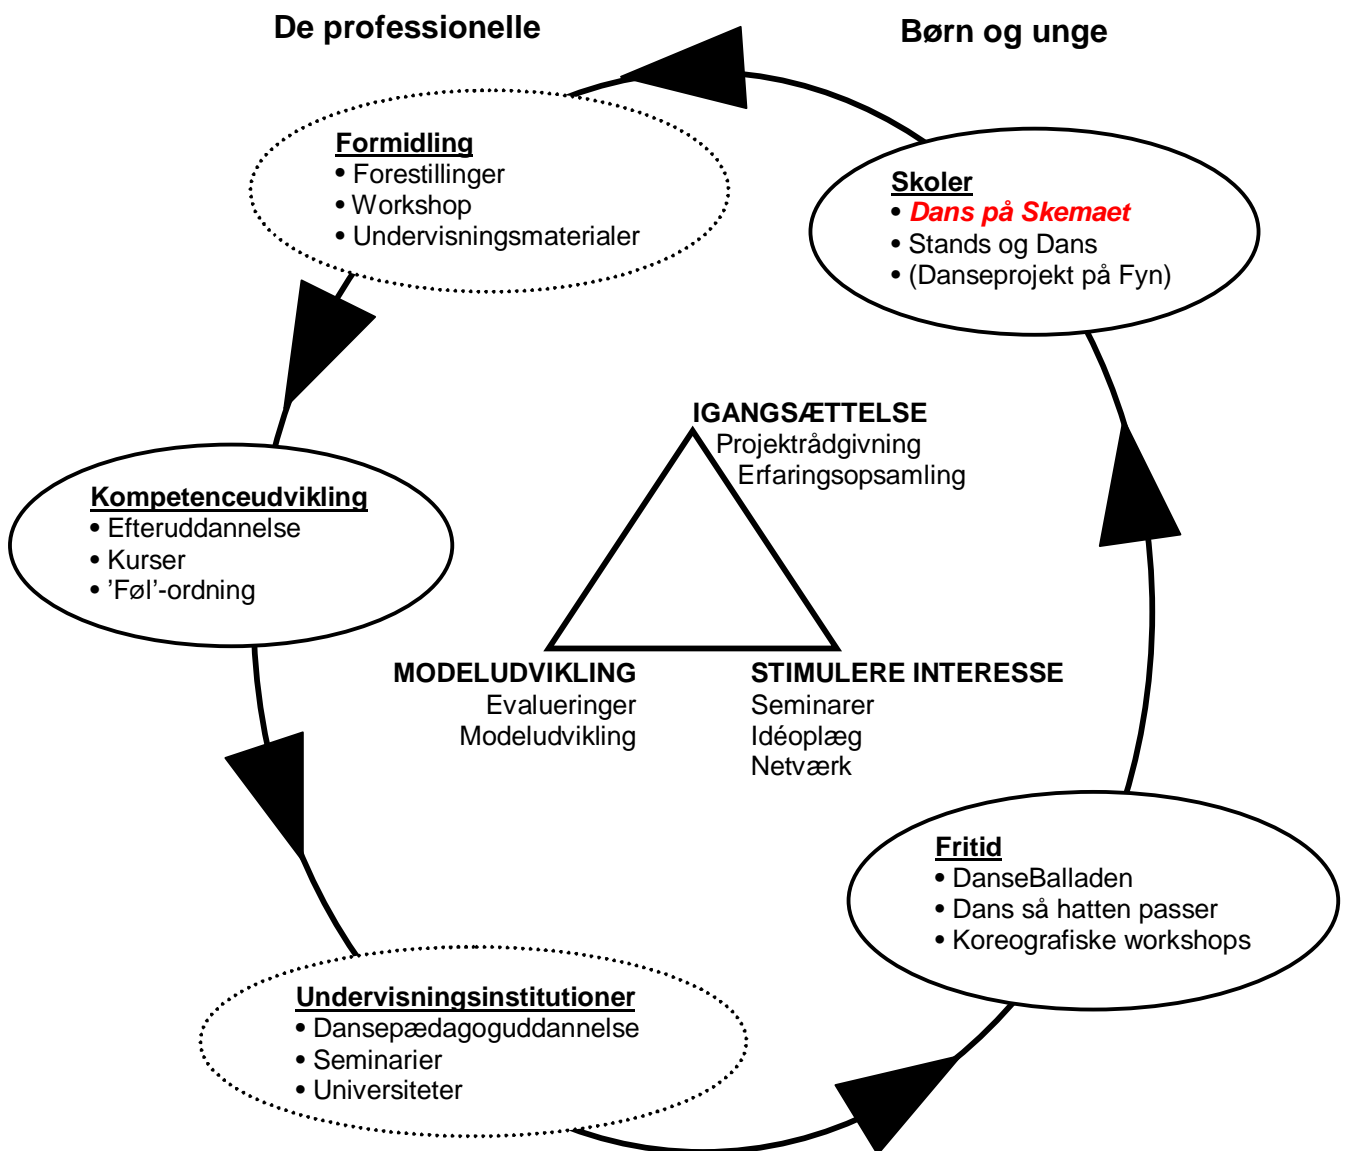 De professionelle
Børn og unge
Formidling
• Forestillinger
• Workshop
• Undervisningsmaterialer
Skoler
• Dans på Skemaet
• Stands og Dans
• (Danseprojekt på Fyn)
IGANGSÆTTELSE
Projektrådgivning
Erfaringsopsamling
Kompetenceudvikling
• Efteruddannelse
• Kurser
• ’Føl’-ordning
MODELUDVIKLING
Evalueringer
Modeludvikling
STIMULERE INTERESSE
Seminarer
Idéoplæg
Netværk
Fritid
• DanseBalladen
• Dans så hatten passer
• Koreografiske workshops
Undervisningsinstitutioner
• Dansepædagoguddannelse
• Seminarier
• Universiteter